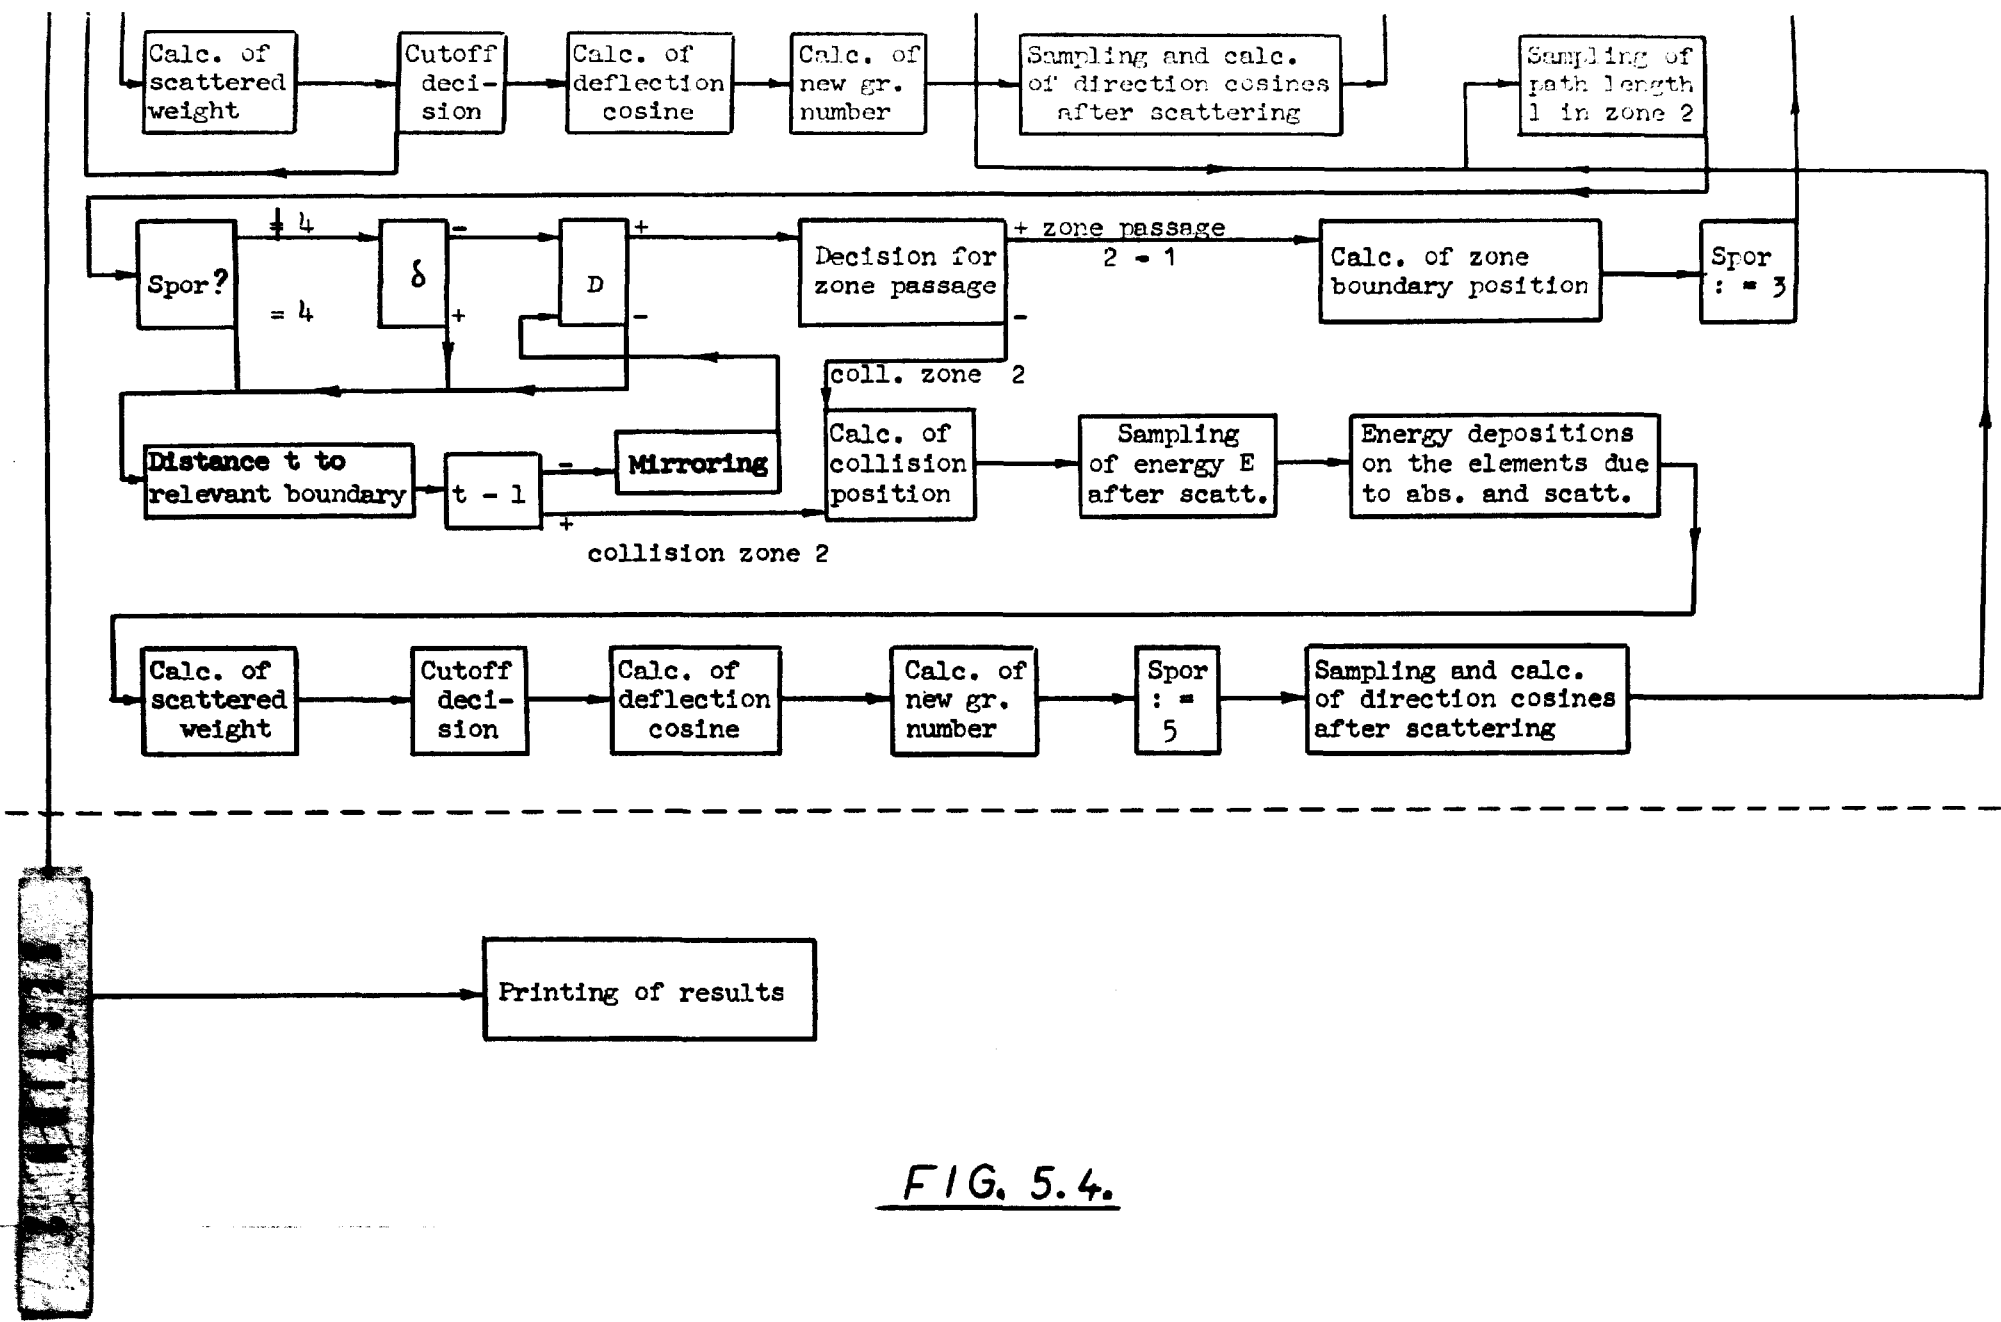 Calc. of
scattered
weight
Cutoff
deci-
sion
Calc. of
deflection
cosine
Calc. of
new gr.
number
Sampling and calc.
of direction cosines
after scattering
Sampling of
path length
l in zone 2
Spor?
≠ 4
= 4
δ
-
+
D
+
-
Decision for
zone passage
+ zone passage
2 - 1
-
Calc. of zone
boundary position
Spor
: = 3
coll. zone 2
Distance t to
relevant boundary
t - l
-
+
Mirroring
collision zone 2
Calc. of
collision
position
Sampling
of energy E
after scatt.
Energy depositions
on the elements due
to abs. and scatt.
Calc. of
scattered
weight
Cutoff
deci-
sion
Calc. of
deflection
cosine
Calc. of
new gr.
number
Spor
: =
5
Sampling and calc.
of direction cosines
after scattering
Printing of results
FIG. 5.4.